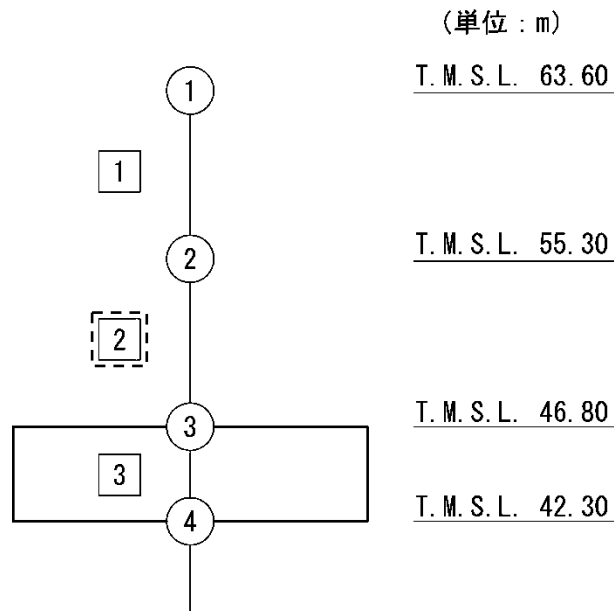 (単位:m)
① T.M.S.L. 63.60
1
② T.M.S.L. 55.30
2
③ T.M.S.L. 46.80
3
④ T.M.S.L. 42.30